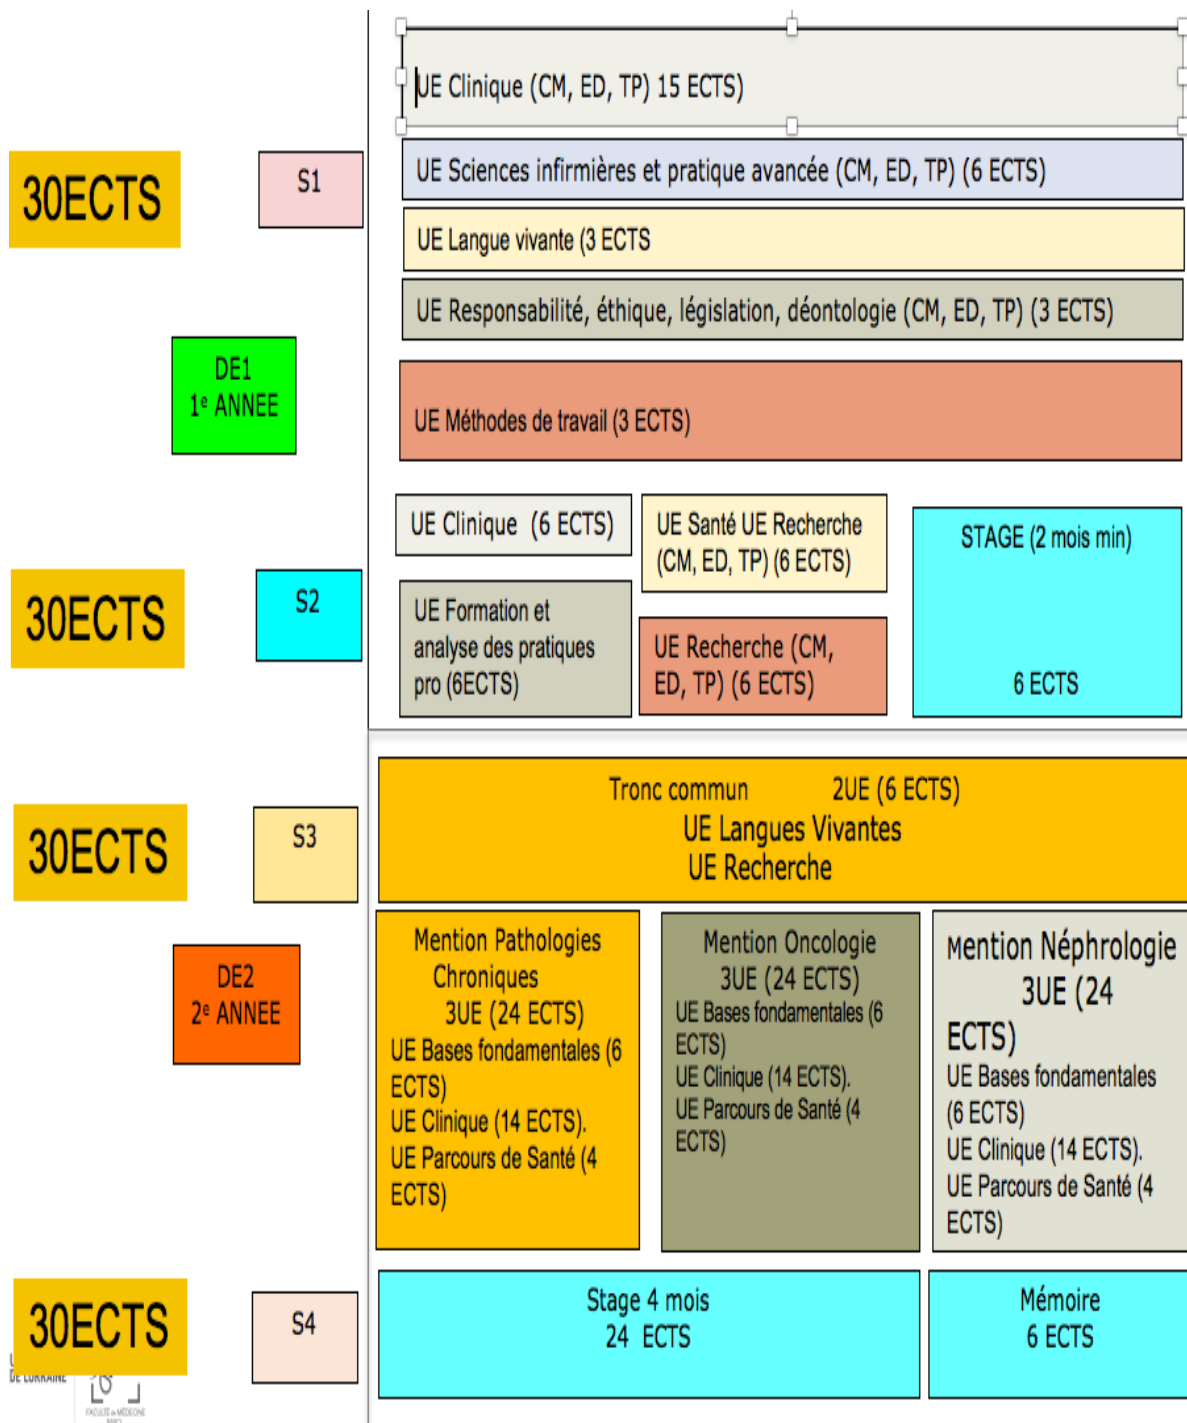 UE Clinique (CM, ED, TP) 15 ECTS)
30ECTS
S1
UE Sciences infirmières et pratique avancée (CM, ED, TP) (6 ECTS)
UE Langue vivante (3 ECTS
UE Responsabilité, éthique, législation, déontologie (CM, ED, TP) (3 ECTS)
DE1
1e ANNEE
UE Méthodes de travail (3 ECTS)
30ECTS
S2
UE Clinique (6 ECTS)
UE Formation et
analyse des pratiques
pro (6ECTS)
UE Santé UE Recherche
(CM, ED, TP) (6 ECTS)
UE Recherche (CM,
ED, TP) (6 ECTS)
STAGE (2 mois min)
6 ECTS
30ECTS
S3
Tronc commun 2UE (6 ECTS)
UE Langues Vivantes
UE Recherche
DE2
2e ANNEE
Mention Pathologies
Chroniques
3UE (24 ECTS)
UE Bases fondamentales (6
ECTS)
UE Clinique (14 ECTS).
UE Parcours de Santé (4
ECTS)
Mention Oncologie
3UE (24 ECTS)
UE Bases fondamentales (6
ECTS)
UE Clinique (14 ECTS).
UE Parcours de Santé (4
ECTS)
Mention Néphrologie
3UE (24
ECTS)
UE Bases fondamentales
(6 ECTS)
UE Clinique (14 ECTS).
UE Parcours de Santé (4
ECTS)
30ECTS
S4
Stage 4 mois
24 ECTS
Mémoire
6 ECTS
DE LORRAINE
FACULTÉ de MÉDECINE